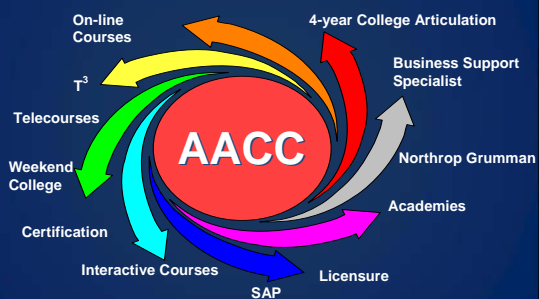 On-line
Courses
4-year College Articulation
Business Support
Specialist
T³
Telecourses
AACC
Weekend
College
Northrop Grumman
Academies
Certification
Interactive Courses
Licensure
SAP